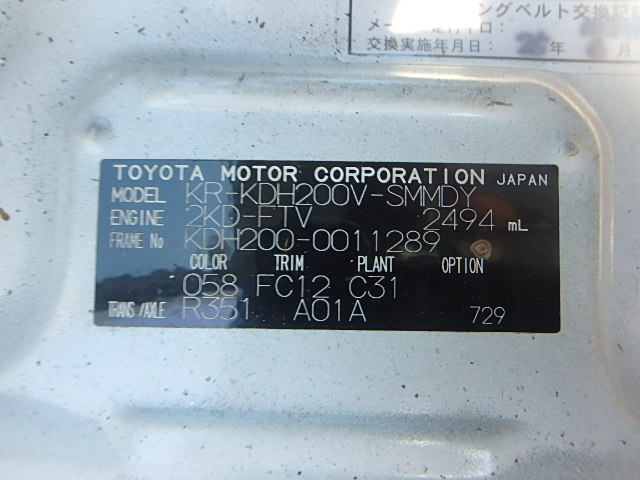 ングベルト交換記
交換実施年月日: 年 月
TOYOTA MOTOR CORPORATION JAPAN
MODEL KR-KDH200V-SMMDY
ENGINE 2KD-FTV 2494 mL
FRAME No KDH200-0011289
COLOR TRIM PLANT OPTION
058 FC12 C31
TRANS/AXLE R351 A01A 729